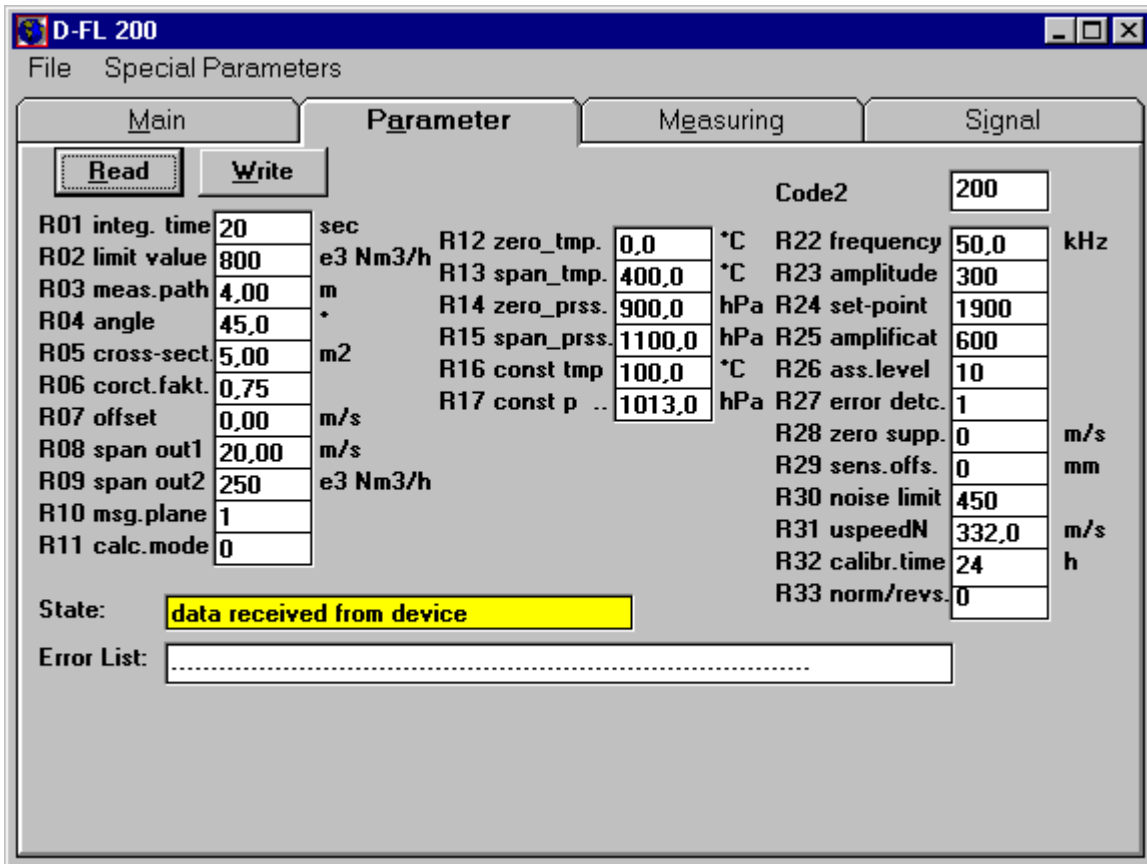 D-FL 200
File Special Parameters
Main Parameter Measuring Signal
Read Write
Code2 200
R01 integ. time 20 sec
R02 limit value 800 e3 Nm3/h
R03 meas.path 4,00 m
R04 angle 45,0 °
R05 cross-sect. 5,00 m2
R06 corct.fakt. 0,75
R07 offset 0,00 m/s
R08 span out1 20,00 m/s
R09 span out2 250 e3 Nm3/h
R10 msg.plane 1
R11 calc.mode 0
R12 zero_tmp. 0,0 °C
R13 span_tmp. 400,0 °C
R14 zero_prss. 900,0 hPa
R15 span_prss. 1100,0 hPa
R16 const tmp 100,0 °C
R17 const p .. 1013,0 hPa
R22 frequency 50,0 kHz
R23 amplitude 300
R24 set-point 1900
R25 amplificat 600
R26 ass.level 10
R27 error detc. 1
R28 zero supp. 0 m/s
R29 sens.offs. 0 mm
R30 noise limit 450
R31 uspeedN 332,0 m/s
R32 calibr.time 24 h
R33 norm/revs. 0
State: data received from device
Error List: ................................................................................